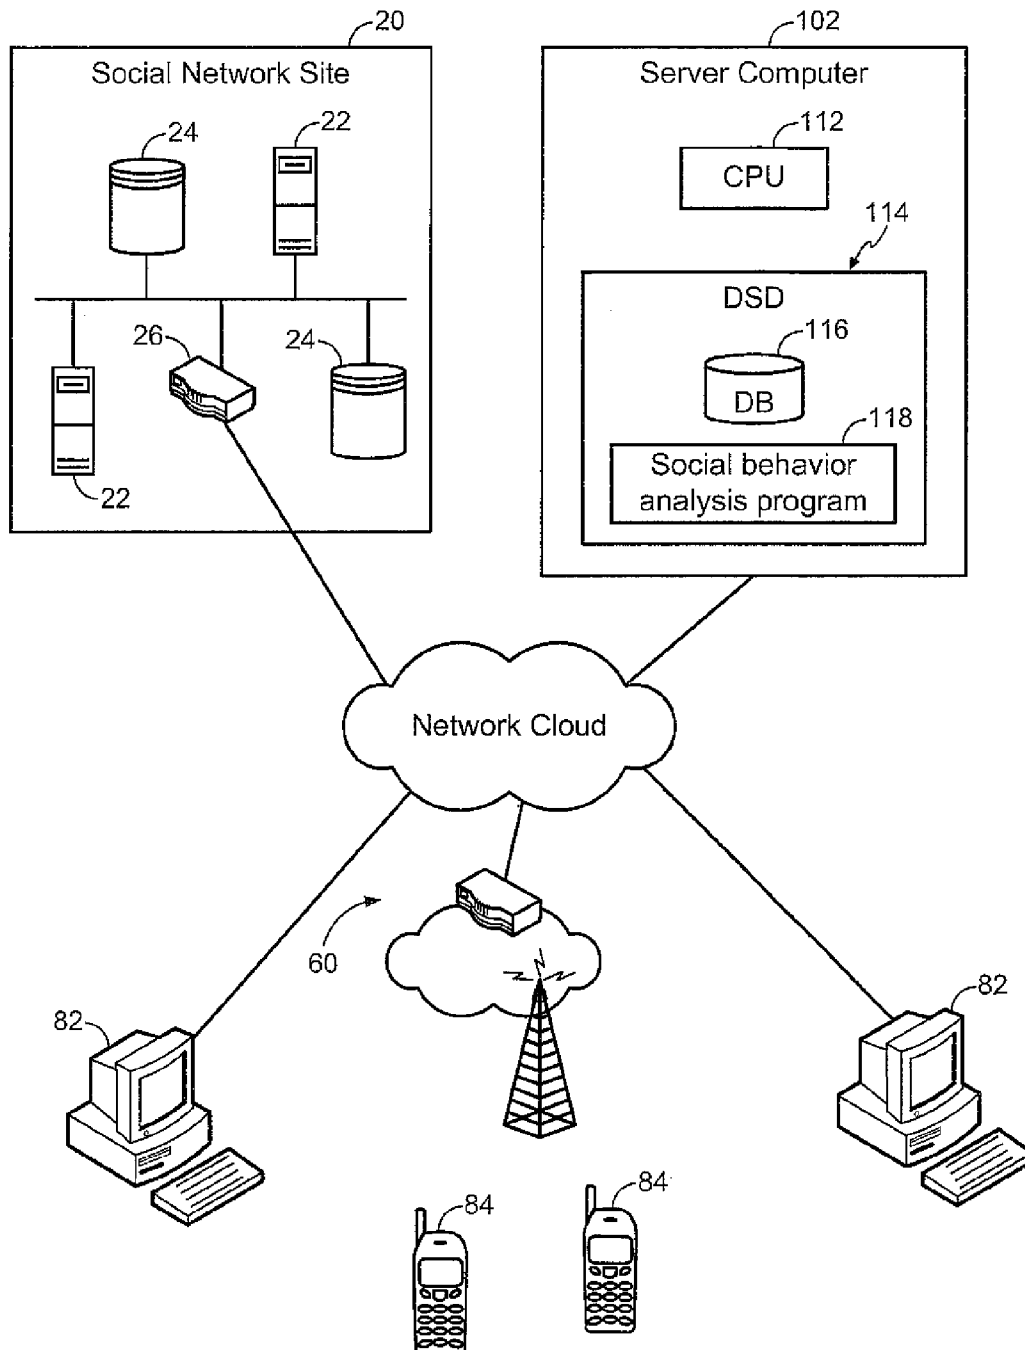 20
Social Network Site
24
22
26
24
22
102
Server Computer
112
CPU
114
DSD
116
DB
118
Social behavior
analysis program
Network Cloud
60
82
82
84
84